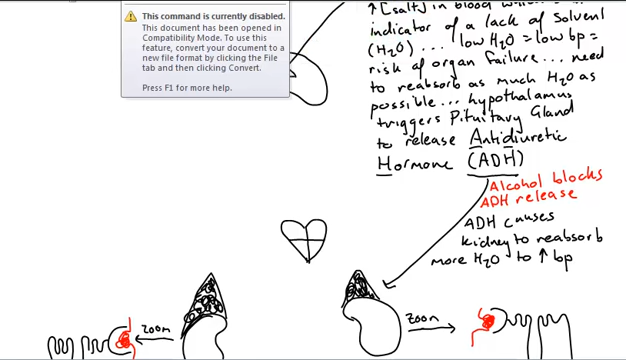 This command is currently disabled.
This document has been opened in
Compatibility Mode. To use this
feature, convert your document to a
new file format by clicking the File
tab and then clicking Convert.
Press F1 for more help.
↑ [salt] in blood which
indicator of a lack of Solvent
(H₂O)... low H₂O = low bp =
risk of organ failure... need
to reabsorb as much H₂O as
possible... hypothalamus
triggers Pituitary Gland
to release Antidiuretic
Hormone (ADH)
Alcohol blocks
ADH release
ADH causes
kidney to reabsorb
more H₂O to ↑ bp
zoom
zoom